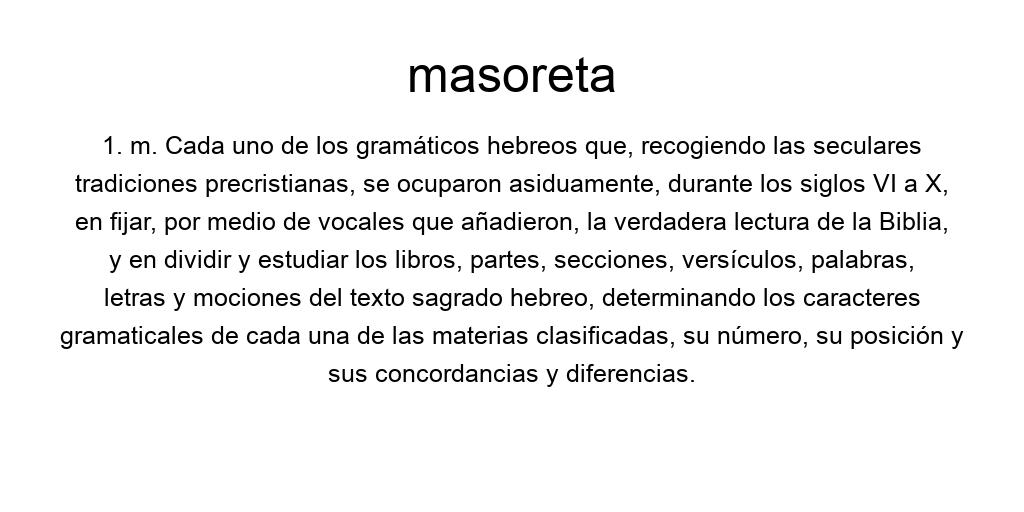 masoreta
1. m. Cada uno de los gramáticos hebreos que, recogiendo las seculares
tradiciones precristianas, se ocuparon asiduamente, durante los siglos VI a X,
en fijar, por medio de vocales que añadieron, la verdadera lectura de la Biblia,
y en dividir y estudiar los libros, partes, secciones, versículos, palabras,
letras y mociones del texto sagrado hebreo, determinando los caracteres
gramaticales de cada una de las materias clasificadas, su número, su posición y
sus concordancias y diferencias.